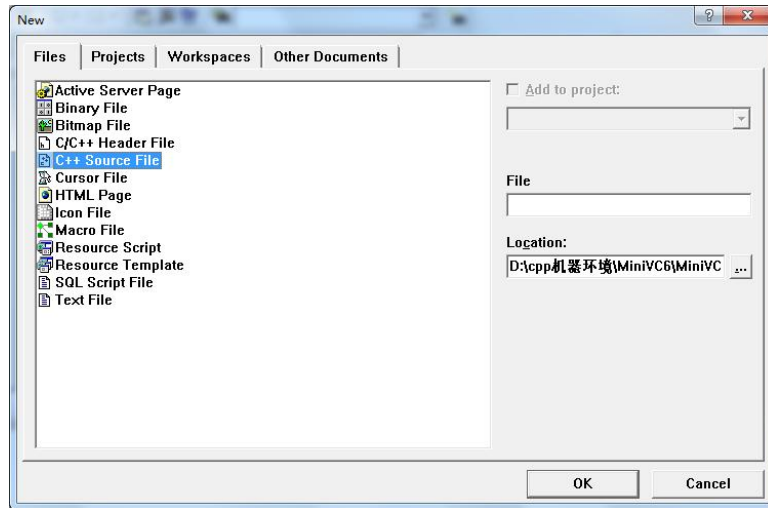 New
Files Projects Workspaces Other Documents
Active Server Page
Binary File
Bitmap File
C/C++ Header File
C++ Source File
Cursor File
HTML Page
Icon File
Macro File
Resource Script
Resource Template
SQL Script File
Text File
Add to project:
File
Location:
D:\cpp机器环境\MiniVC6\MiniVC ...
OK Cancel